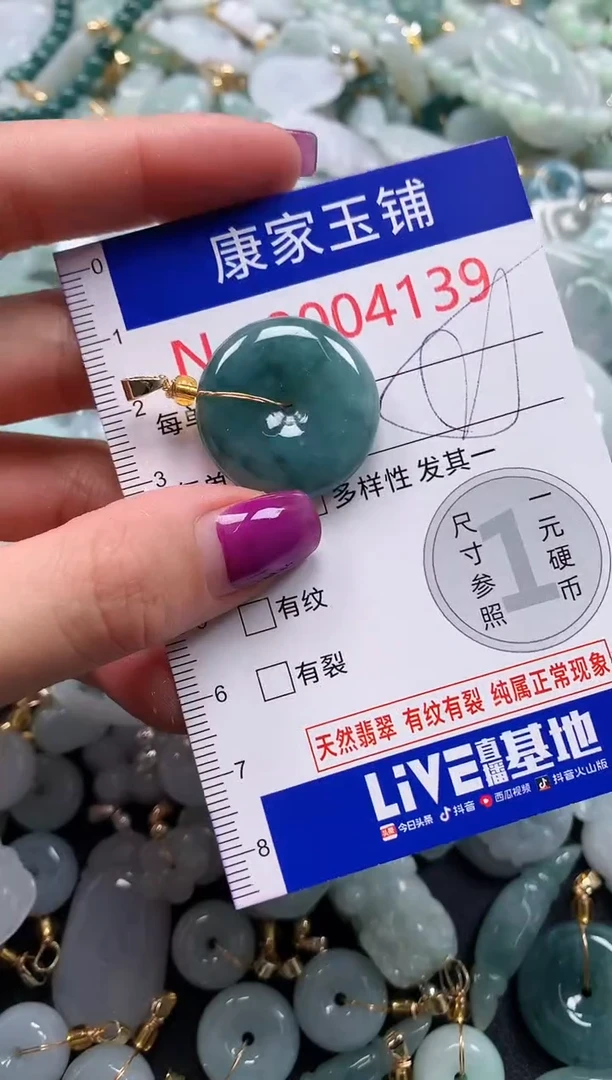 康家玉铺
0
1
2
3
6
7
8
N 0004139
每单
多样性 发其一
一元硬币
1
尺寸参照
有纹
有裂
天然翡翠 有纹有裂 纯属正常现象
LiVE直播基地
今日头条 抖音 西瓜视频 抖音火山版